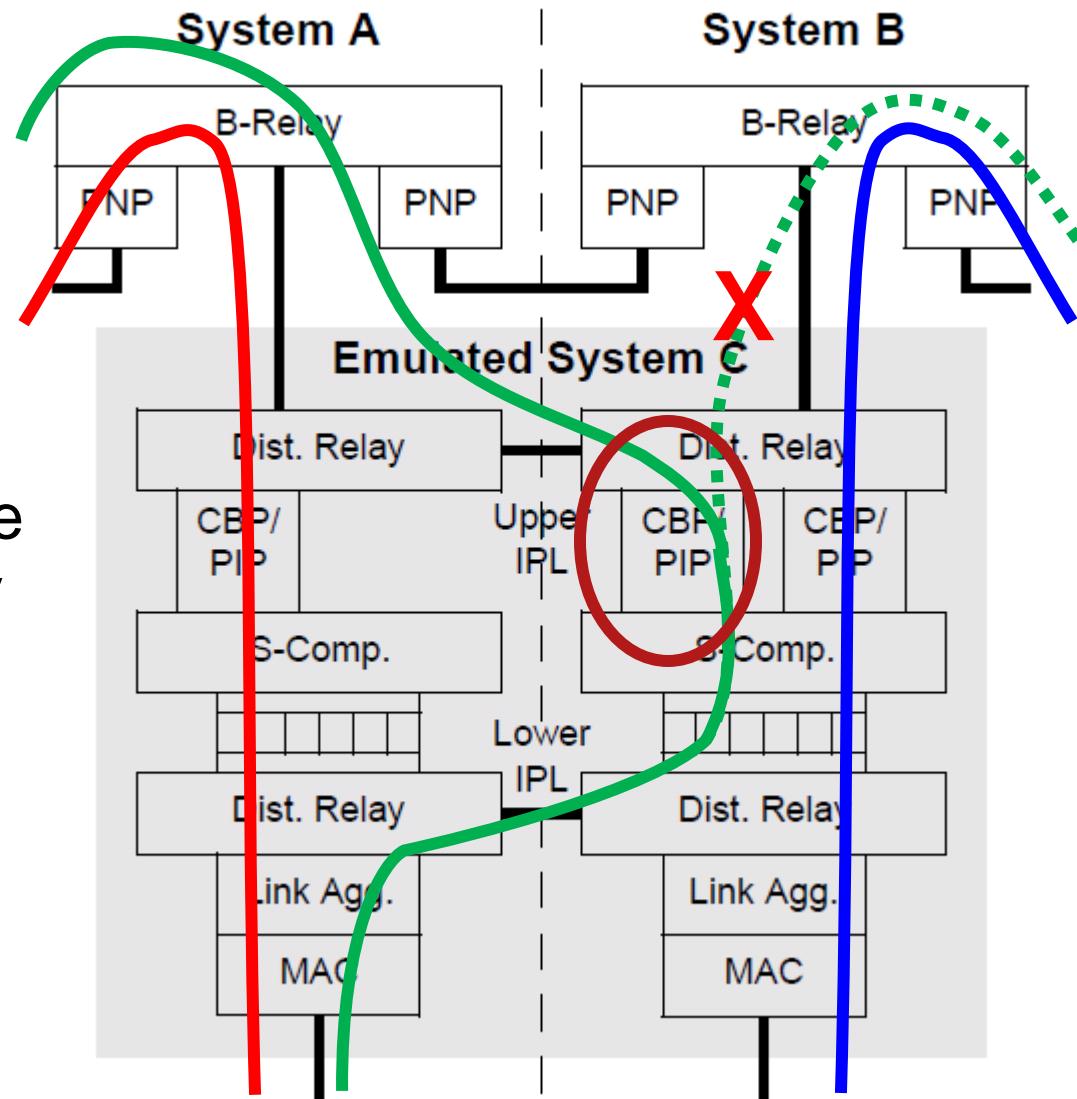 System A
System B
B-Relay
B-Relay
PNP
PNP
PNP
PNP
X
Emulated System C
Dist. Relay
Dist. Relay
e
CBP/
PIP
Upper
IPL
CBP/
PIP
CBP/
PIP
S-Comp.
S-Comp.
Lower
IPL
Dist. Relay
Dist. Relay
Link Agg.
Link Agg.
MAC
MAC